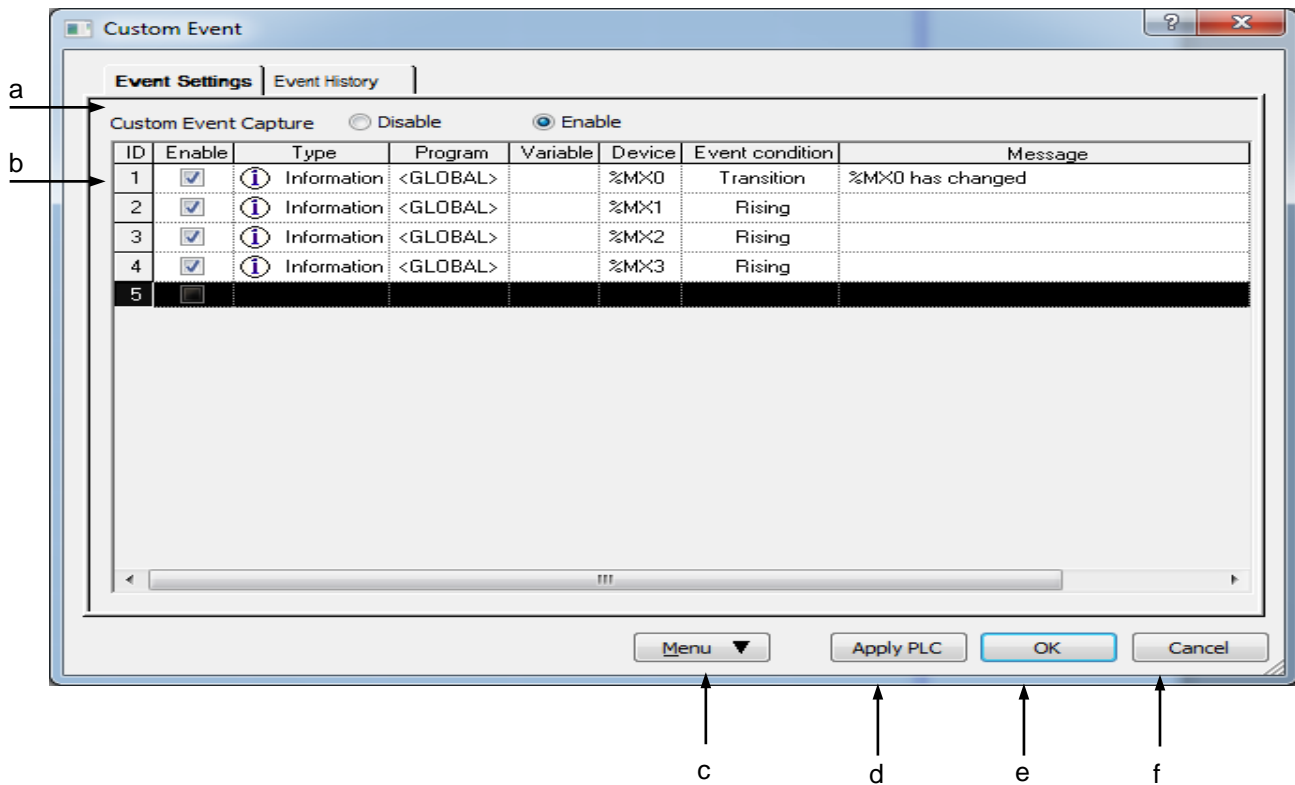 Custom Event
Event Settings Event History
a
Custom Event Capture Disable Enable
b
ID Enable Type Program Variable Device Event condition Message
1 Information <GLOBAL> %MX0 Transition %MX0 has changed
2 Information <GLOBAL> %MX1 Rising
3 Information <GLOBAL> %MX2 Rising
4 Information <GLOBAL> %MX3 Rising
5
Menu ▼ Apply PLC OK Cancel
c d e f